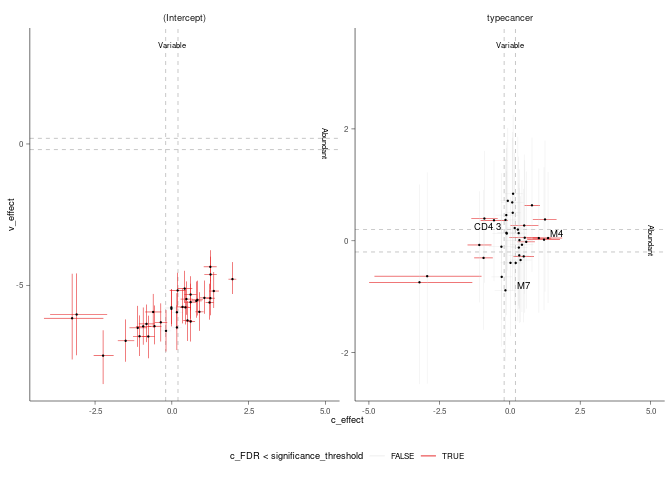 (Intercept)
typecancer
Variable
Variable
Abundant
Abundant
v_effect
0
-5
2
0
-2
CD4 3
M4
M7
-2.5
0.0
2.5
5.0
-5.0
-2.5
0.0
2.5
5.0
c_effect
c_FDR < significance_threshold
FALSE
TRUE